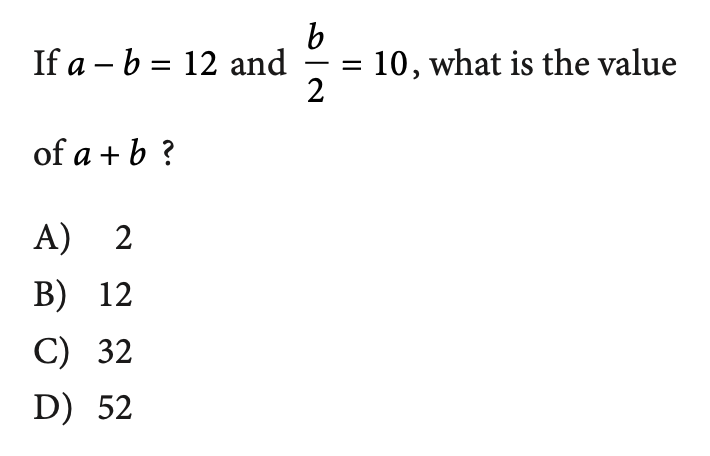 If a − b = 12 and b/2 = 10, what is the value
of a + b ?
A) 2
B) 12
C) 32
D) 52